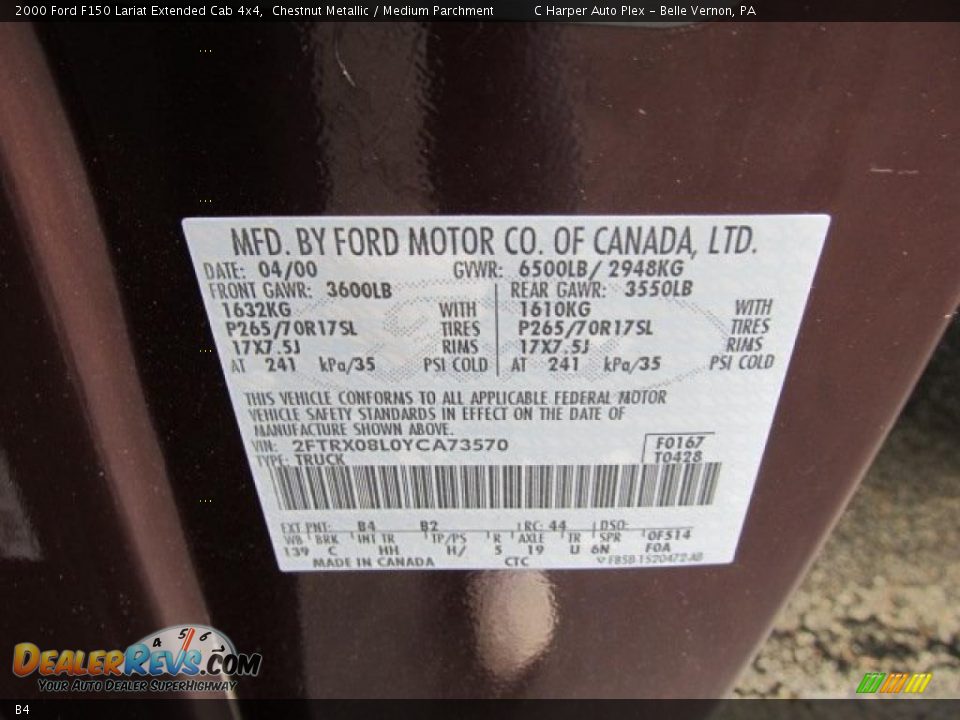 2000 Ford F150 Lariat Extended Cab 4x4, Chestnut Metallic / Medium Parchment C Harper Auto Plex - Belle Vernon, PA
MFD. BY FORD MOTOR CO. OF CANADA, LTD.
DATE: 04/00 GVWR: 6500LB/ 2948KG
FRONT GAWR: 3600LB REAR GAWR: 3550LB
1632KG WITH 1610KG WITH
P265/70R17SL TIRES P265/70R17SL TIRES
17X7.5J RIMS 17X7.5J RIMS
AT 241 kPa/35 PSI COLD AT 241 kPa/35 PSI COLD
THIS VEHICLE CONFORMS TO ALL APPLICABLE FEDERAL MOTOR
VEHICLE SAFETY STANDARDS IN EFFECT ON THE DATE OF
MANUFACTURE SHOWN ABOVE.
VIN: 2FTRX08L0YCA73570 F0167
TYPE: TRUCK T0428
EXT PNT: B4 B2 RC: 44 DSO:
WB BRK INT TR TP/PS R AXLE TR SPR 0F514
139 C HH H/ 5 19 U 6N F0A
MADE IN CANADA CTC
4 5 6
DEALERREVS.COM
YOUR AUTO DEALER SUPERHIGHWAY
B4